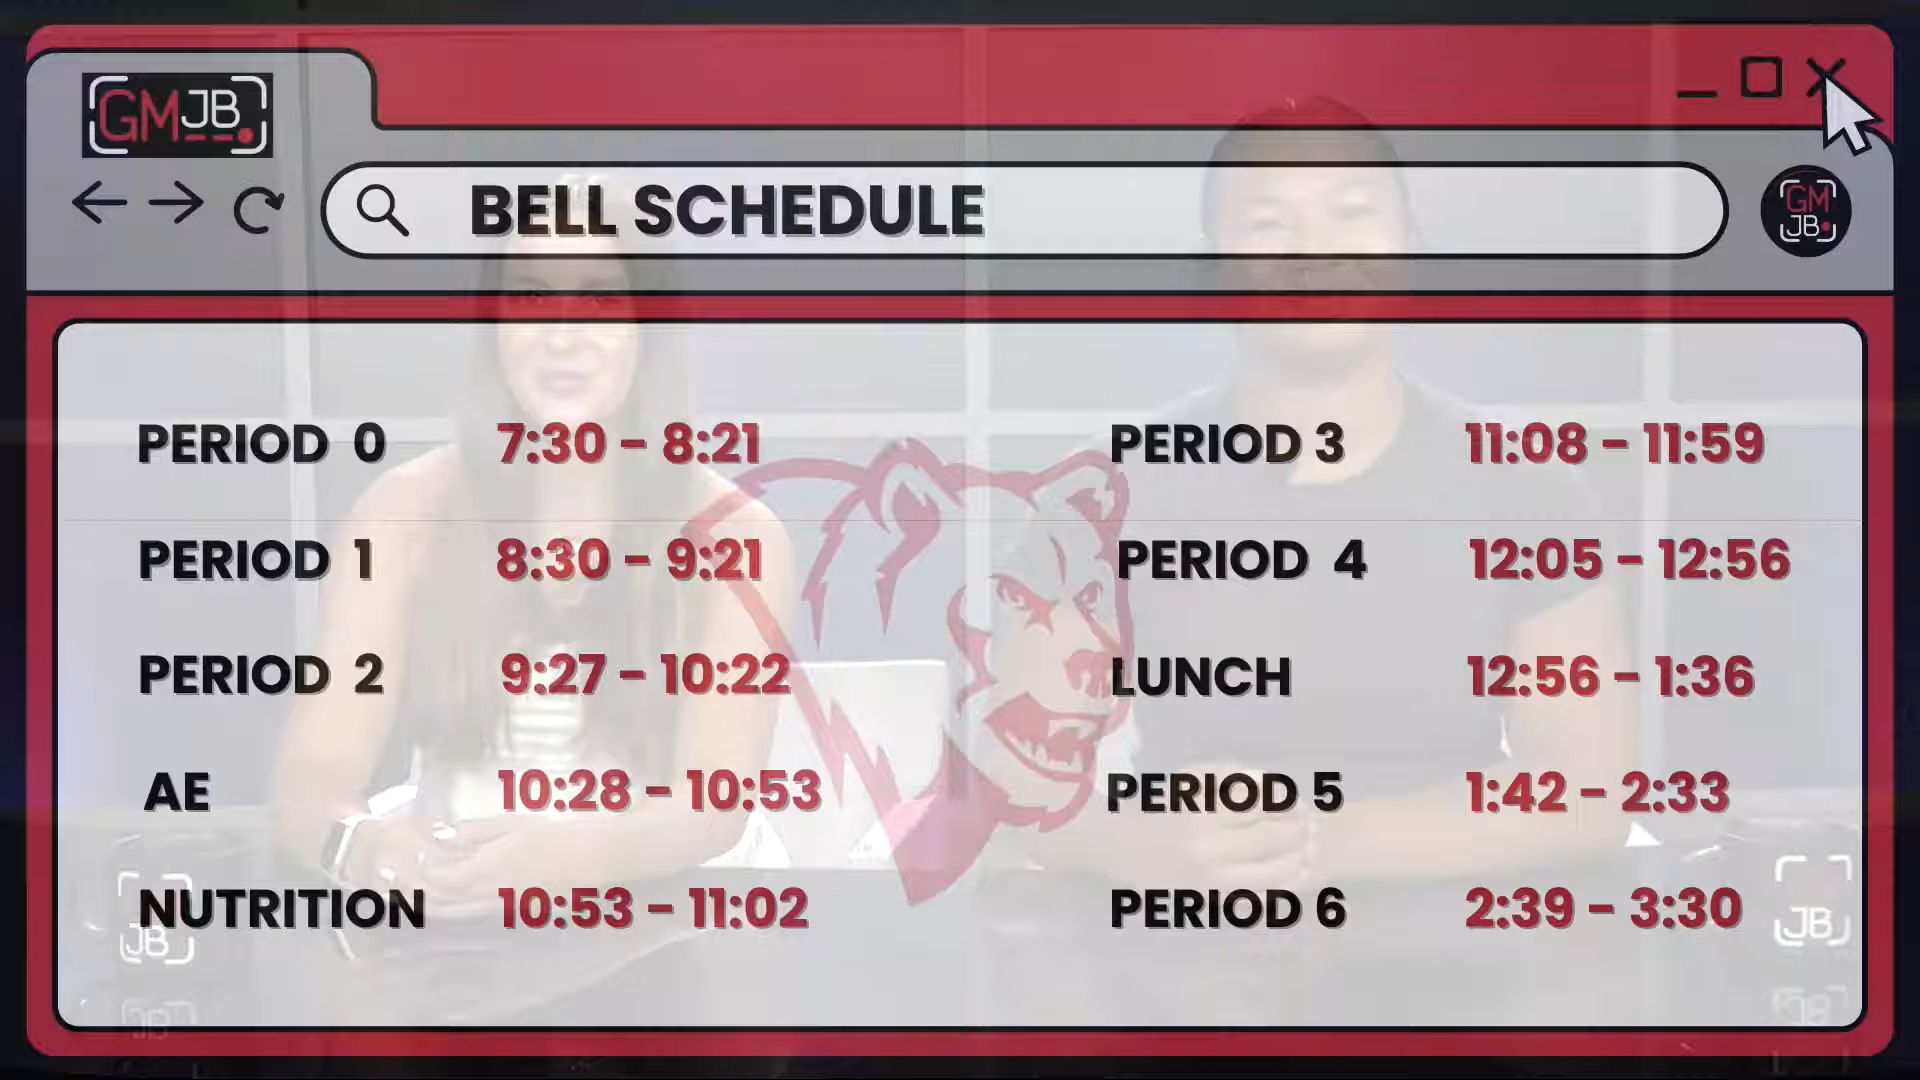 GMJB.
BELL SCHEDULE
GM
JB.
PERIOD 0 7:30 - 8:21
PERIOD 1 8:30 - 9:21
PERIOD 2 9:27 - 10:22
AE 10:28 - 10:53
NUTRITION 10:53 - 11:02
PERIOD 3 11:08 - 11:59
PERIOD 4 12:05 - 12:56
LUNCH 12:56 - 1:36
PERIOD 5 1:42 - 2:33
PERIOD 6 2:39 - 3:30
JB
JB